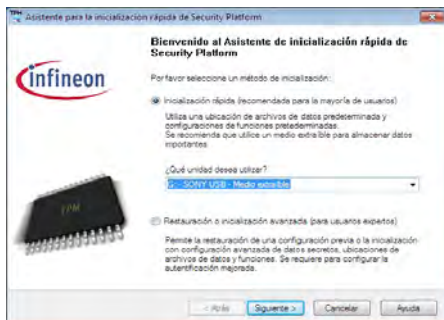 Asistente para la inicialización rápida de Security Platform
Bienvenido al Asistente de inicialización rápida de
Security Platform
infineon
Por favor seleccione un método de inicialización:
Inicialización rápida (recomendada para la mayoría de usuarios)
Utiliza una ubicación de archivos de datos predeterminada y
configuraciones de funciones predeterminadas.
Se recomienda que utilice un medio extraíble para almacenar datos
importantes.
¿Qué unidad desea utilizar?
G: - SONY USB - Medio extraíble
TPM
Restauración o inicialización avanzada (para usuarios expertos)
Permite la restauración de una configuración previa o la inicialización
con configuración avanzada de datos secretos, ubicaciones de
archivos de datos y funciones. Se requiere para configurar la
autentificación mejorada.
< Atrás
Siguiente >
Cancelar
Ayuda